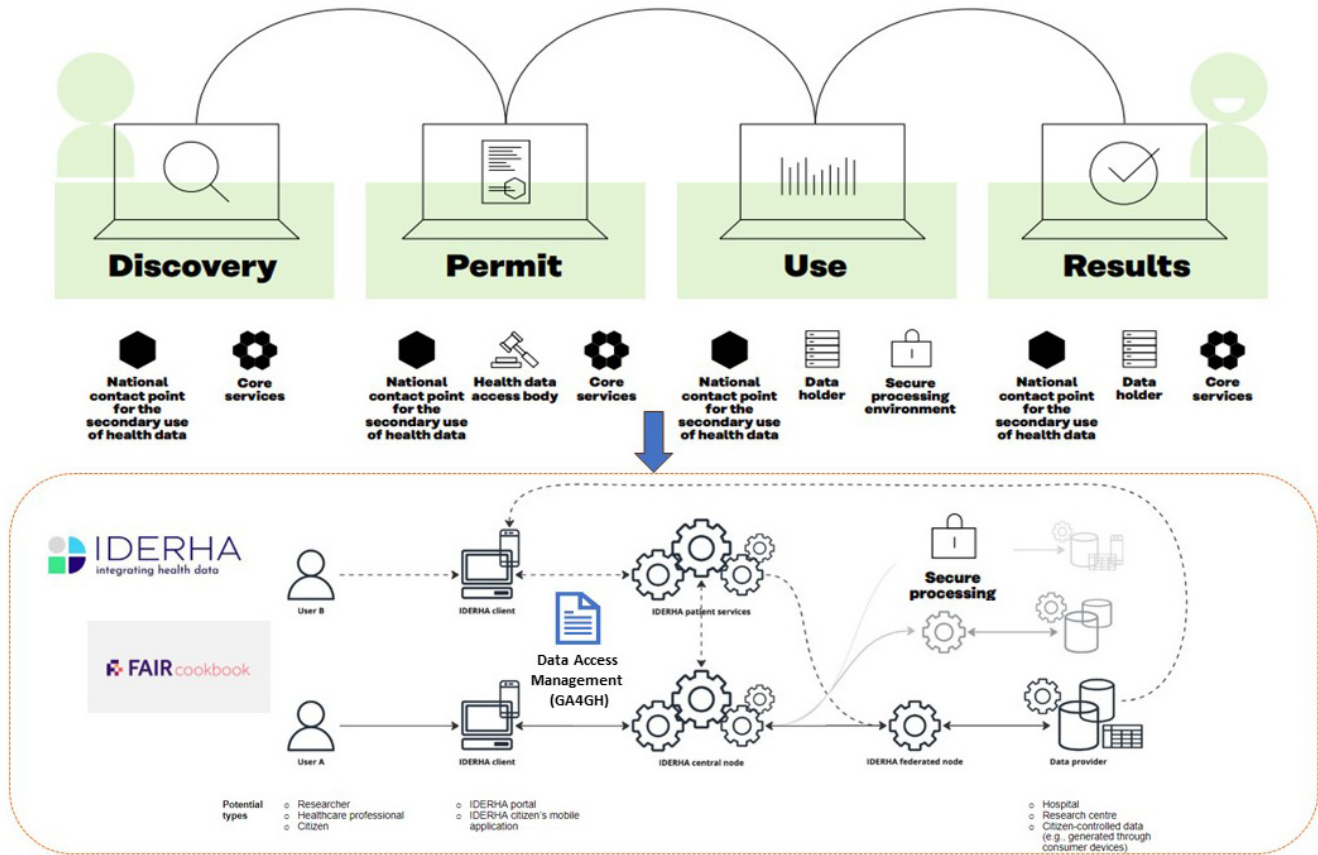 Discovery
Permit
Use
Results
National
contact point
for the
secondary use
of health data
Core
services
National
contact point
for the
secondary use
of health data
Health data
access body
Core
services
National
contact point
for the
secondary use
of health data
Data
holder
Secure
processing
environment
National
contact point
for the
secondary use
of health data
Data
holder
Core
services
IDERHA
integrating health data
FAIR cookbook
User B
IDERHA client
IDERHA patient services
Secure
processing
Data Access
Management
(GA4GH)
User A
IDERHA client
IDERHA central node
IDERHA federated node
Data provider
Potential
types
o Researcher
o Healthcare professional
o Citizen
o IDERHA portal
o IDERHA citizen's mobile
application
o Hospital
o Research centre
o Citizen-controlled data
(e.g., generated through
consumer devices)